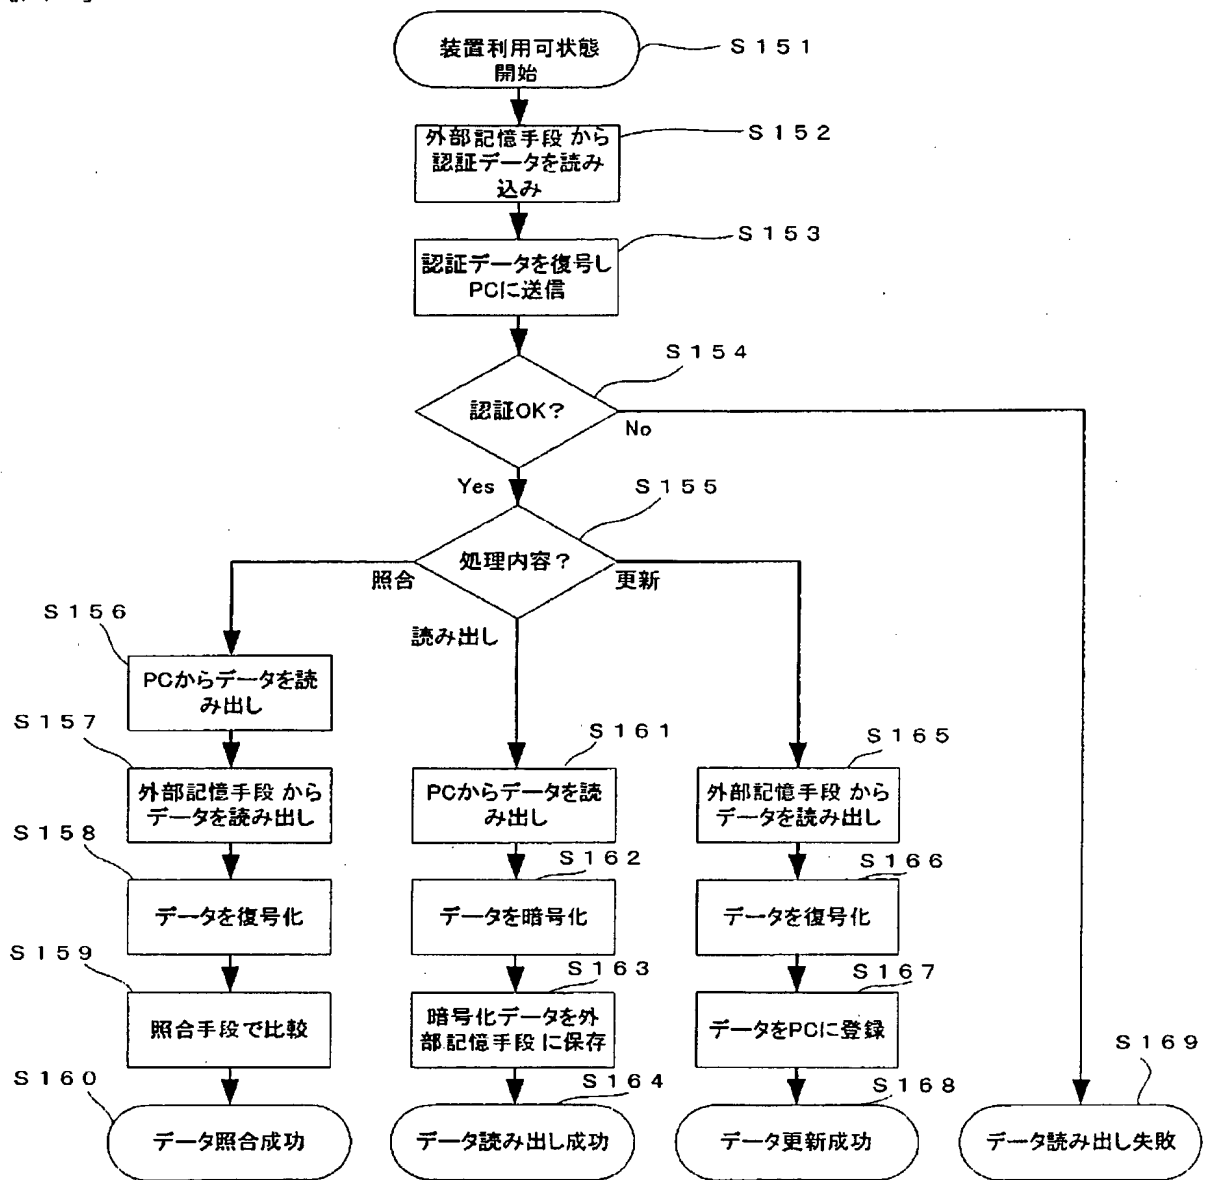 装置利用可状態
開始
S151
外部記憶手段から
認証データを読み
込み
S152
認証データを復号し
PCに送信
S153
認証OK?
S154
No
Yes
処理内容?
S155
照合
読み出し
更新
S156
PCからデータを読
み出し
S157
外部記憶手段から
データを読み出し
S158
データを復号化
S159
照合手段で比較
S160
データ照合成功
S161
PCからデータを読
み出し
S162
データを暗号化
S163
暗号化データを外
部記憶手段に保存
S164
データ読み出し成功
S165
外部記憶手段から
データを読み出し
S166
データを復号化
S167
データをPCに登録
S168
データ更新成功
S169
データ読み出し失敗